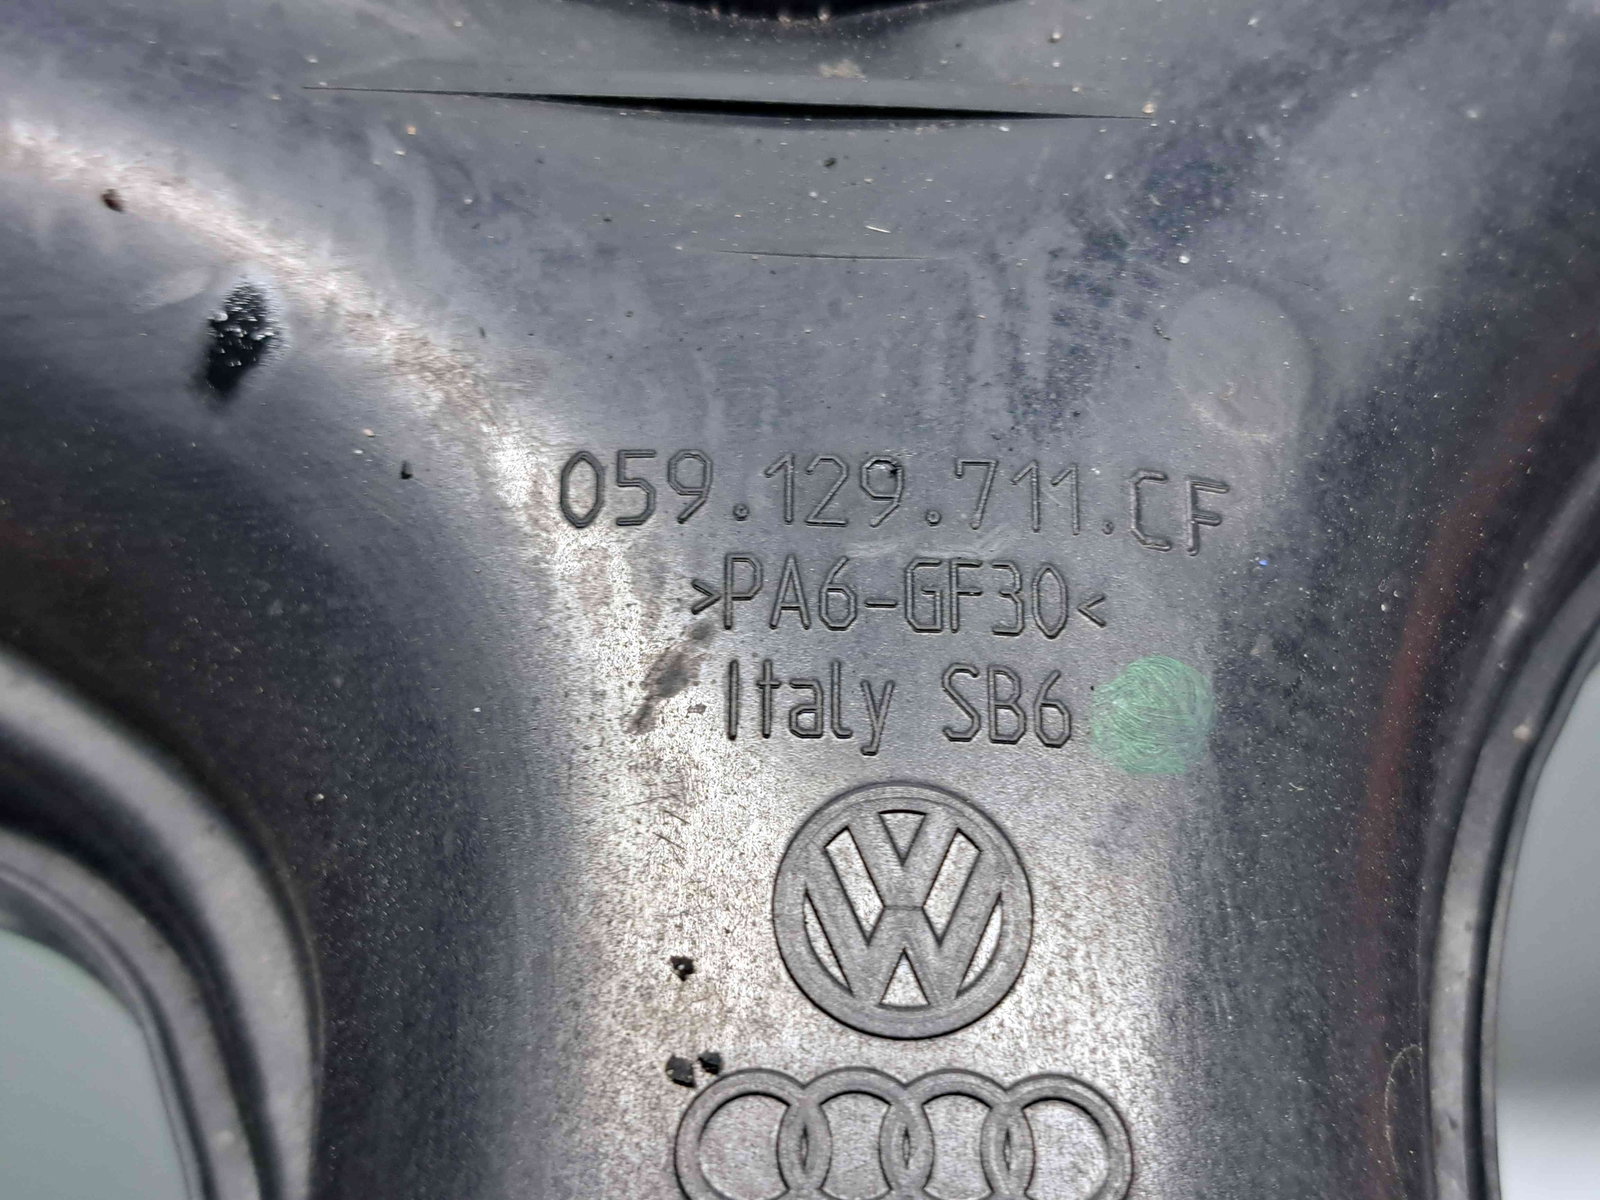 059.129.711.CF
>PA6-GF30<
Italy SB6